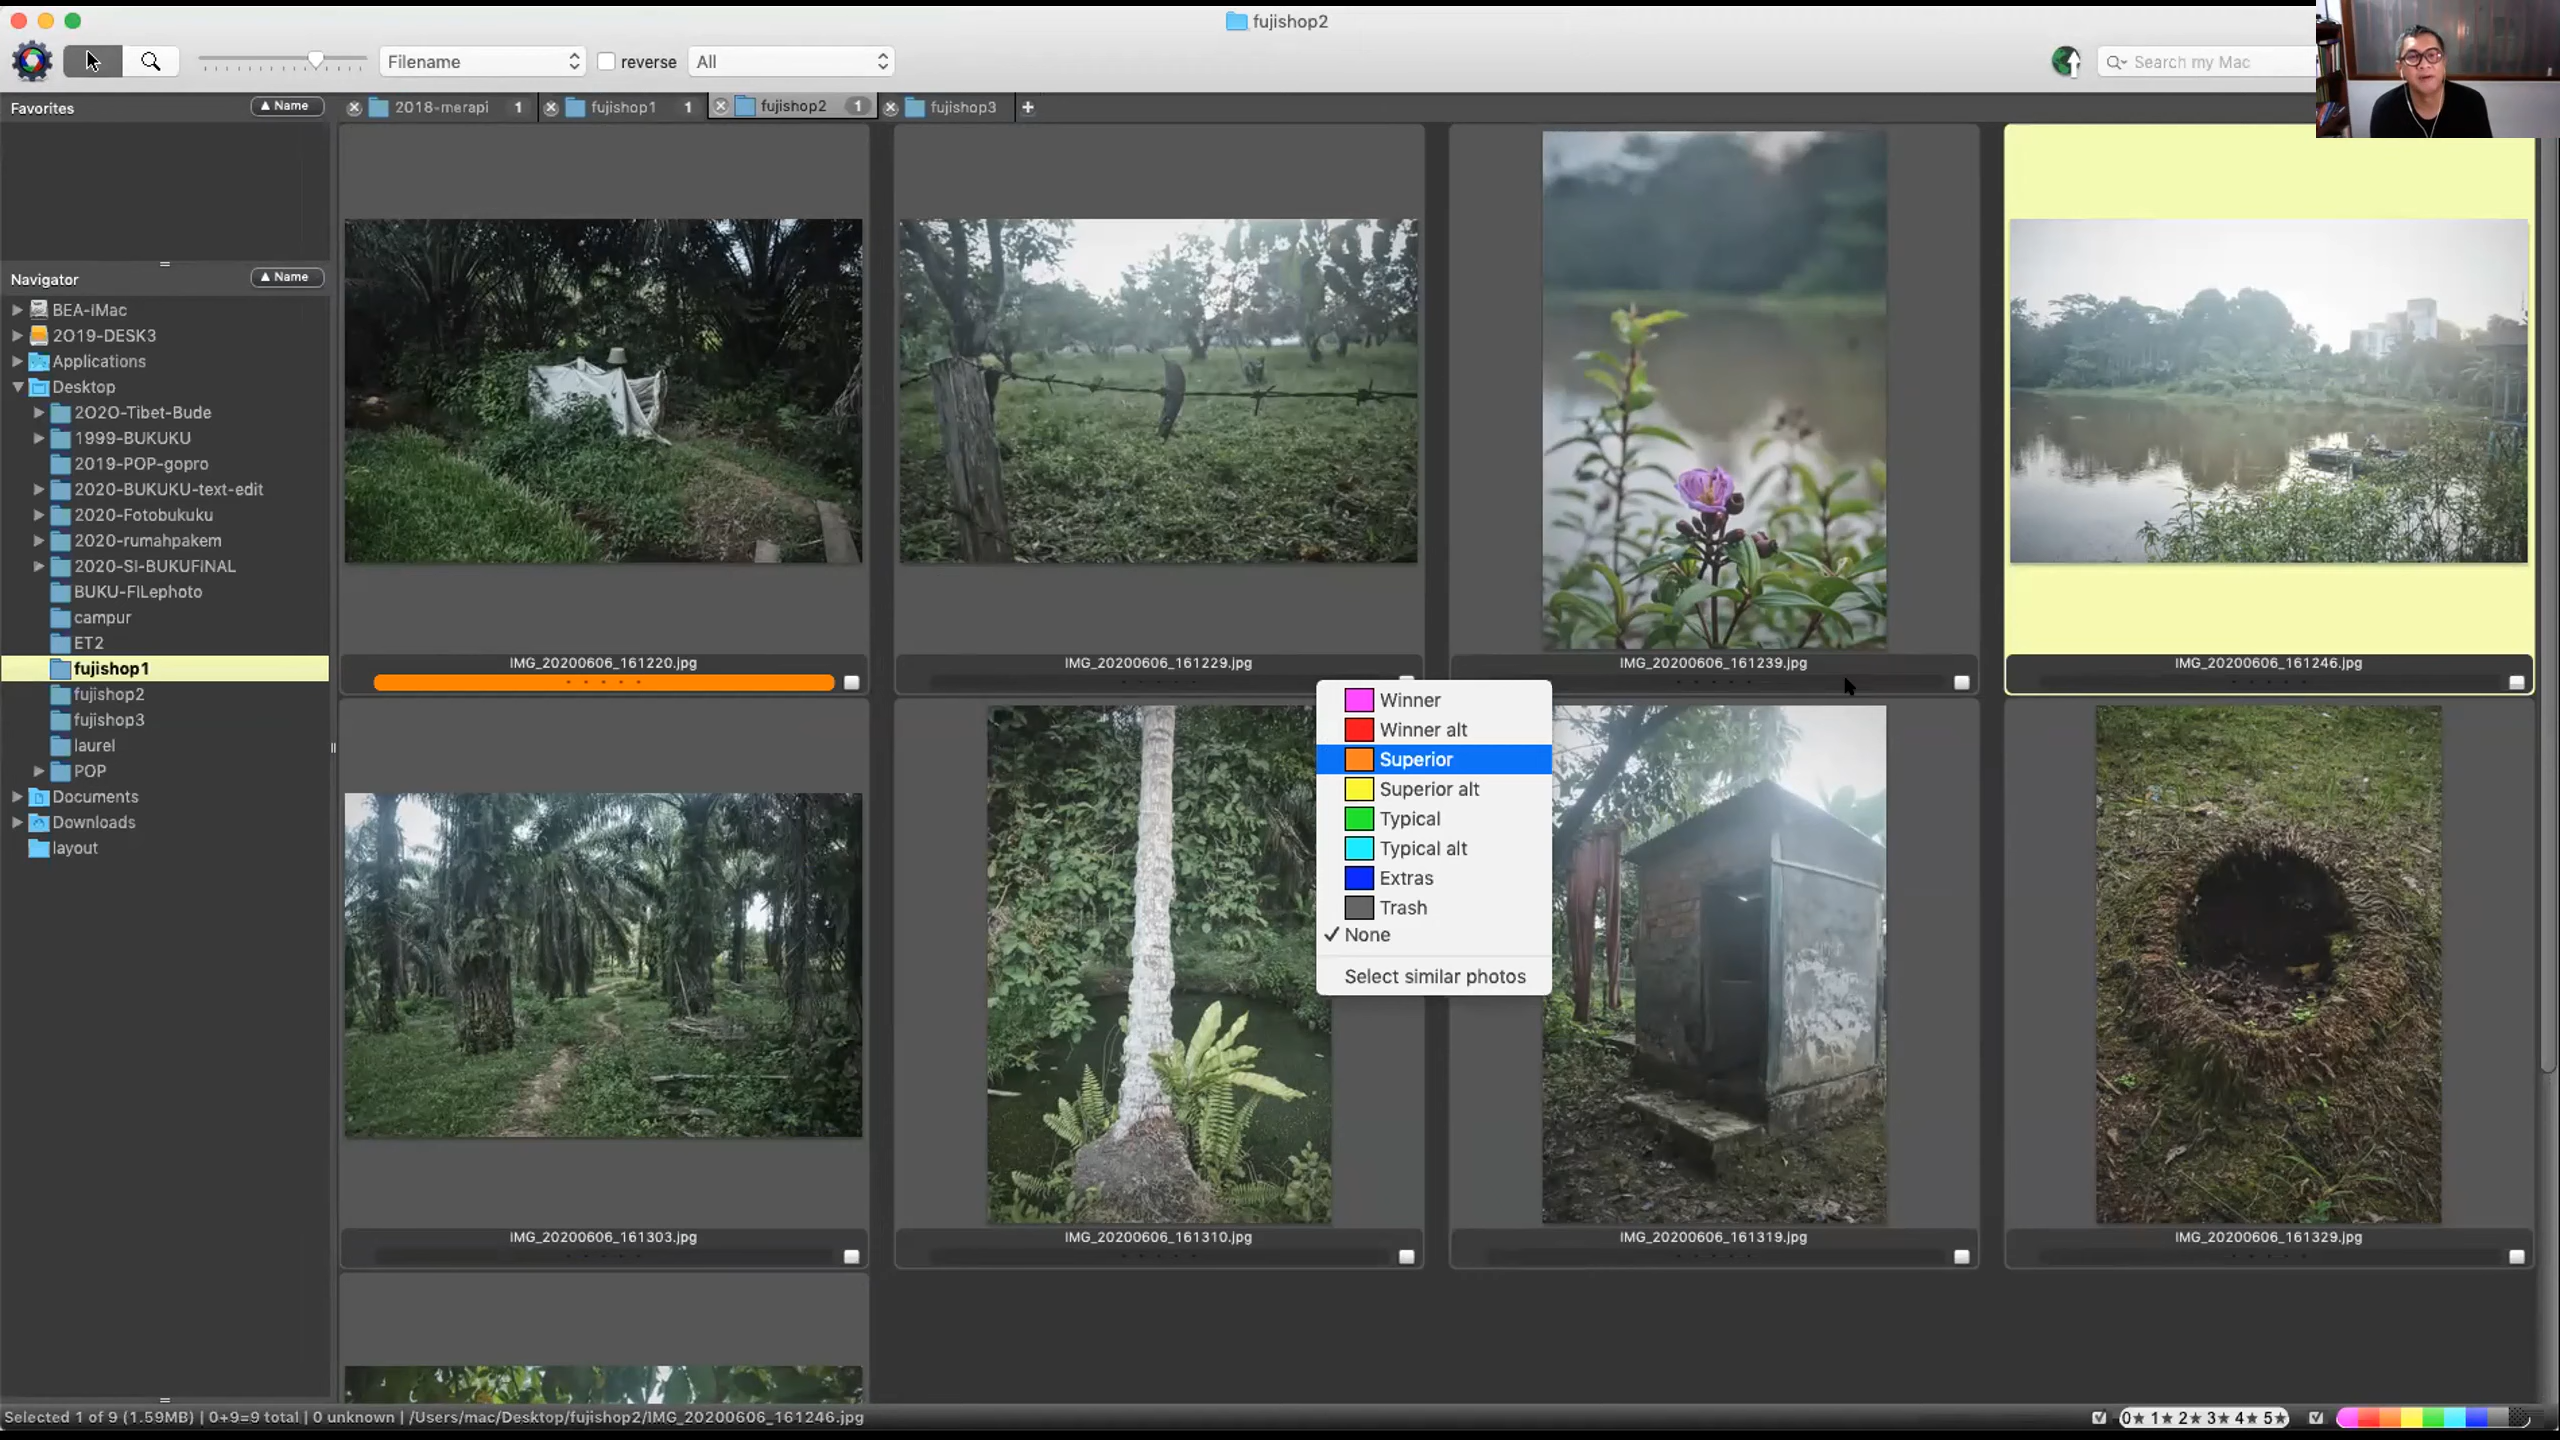 fujishop2
Filename
reverse
All
Search my Mac
Favorites
▲ Name
2018-merapi 1
fujishop1 1
fujishop2 1
fujishop3
+
Navigator
▲ Name
BEA-iMac
2O19-DESK3
Applications
Desktop
2O2O-Tibet-Bude
1999-BUKUKU
2019-POP-gopro
2020-BUKUKU-text-edit
2020-Fotobukuku
2020-rumahpakem
2020-SI-BUKUFINAL
BUKU-FILephoto
campur
ET2
fujishop1
fujishop2
fujishop3
laurel
POP
Documents
Downloads
layout
IMG_20200606_161220.jpg
IMG_20200606_161229.jpg
IMG_20200606_161239.jpg
IMG_20200606_161246.jpg
Winner
Winner alt
Superior
Superior alt
Typical
Typical alt
Extras
Trash
✓ None
Select similar photos
IMG_20200606_161303.jpg
IMG_20200606_161310.jpg
IMG_20200606_161319.jpg
IMG_20200606_161329.jpg
Selected 1 of 9 (1.59MB) | 0+9=9 total | 0 unknown | /Users/mac/Desktop/fujishop2/IMG_20200606_161246.jpg
0★ 1★ 2★ 3★ 4★ 5★